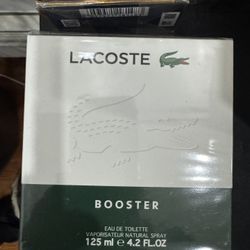 LACOSTE
BOOSTER
EAU DE TOILETTE
VAPORISATEUR NATURAL SPRAY
125 ml ℮ 4.2 FL.OZ